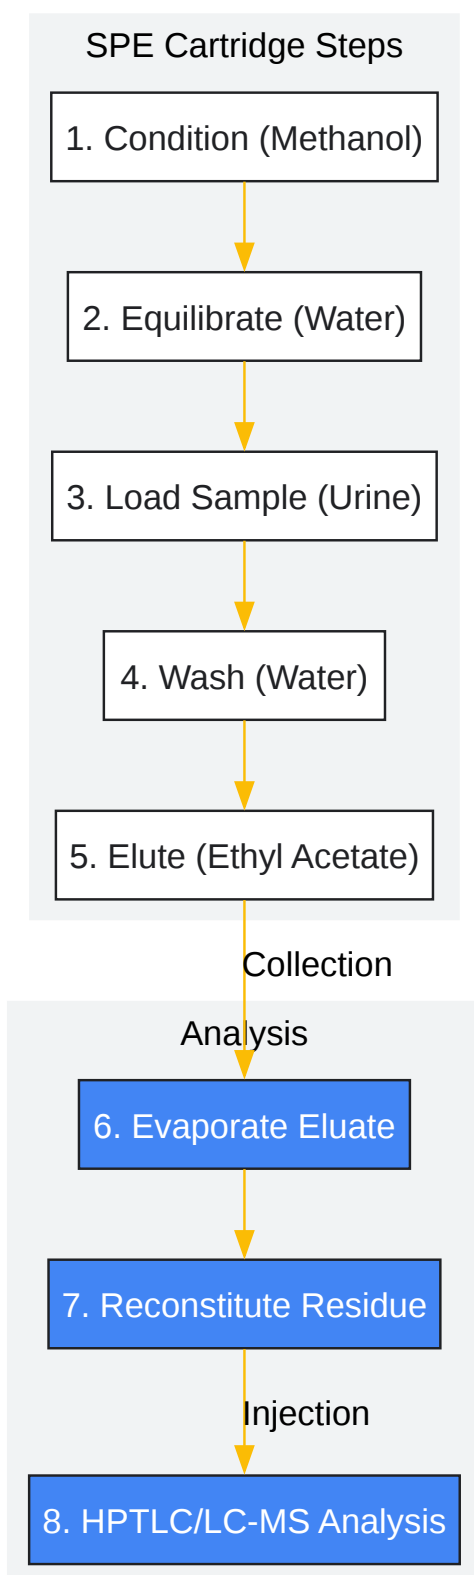 SPE Cartridge Steps
1. Condition (Methanol)
2. Equilibrate (Water)
3. Load Sample (Urine)
4. Wash (Water)
5. Elute (Ethyl Acetate)
Collection
Analysis
6. Evaporate Eluate
7. Reconstitute Residue
Injection
8. HPTLC/LC-MS Analysis